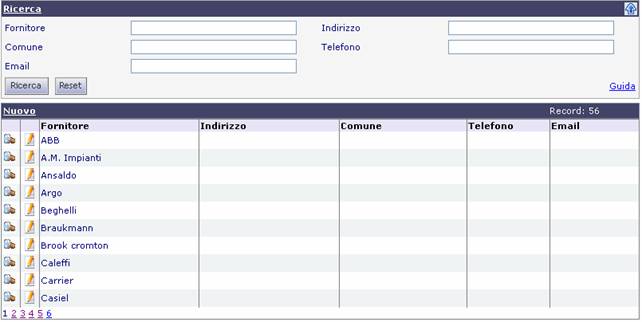 Ricerca
Fornitore Indirizzo
Comune Telefono
Email
Ricerca Reset Guida
Nuovo Record: 56
Fornitore Indirizzo Comune Telefono Email
ABB
A.M. Impianti
Ansaldo
Argo
Beghelli
Braukmann
Brook cromton
Caleffi
Carrier
Casiel
1 2 3 4 5 6